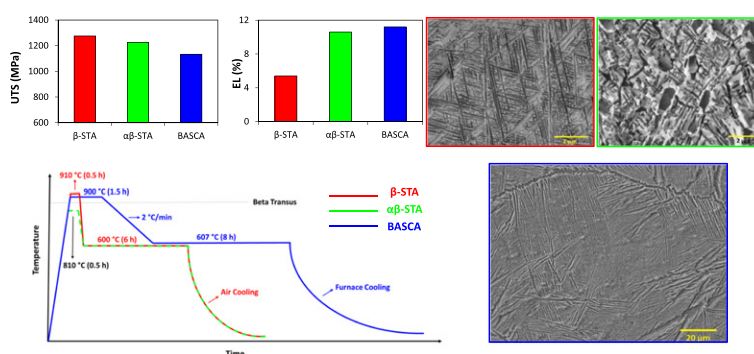 1400
1200
1000
800
600
UTS (MPa)
β-STA
αβ-STA
BASCA
12
8
4
0
EL (%)
β-STA
αβ-STA
BASCA
910 °C (0.5 h)
900 °C (1.5 h)
Beta Transus
2 °C/min
600 °C (6 h)
607 °C (8 h)
810 °C (0.5 h)
Air Cooling
Furnace Cooling
Temperature
Time
β-STA
αβ-STA
BASCA
20 µm